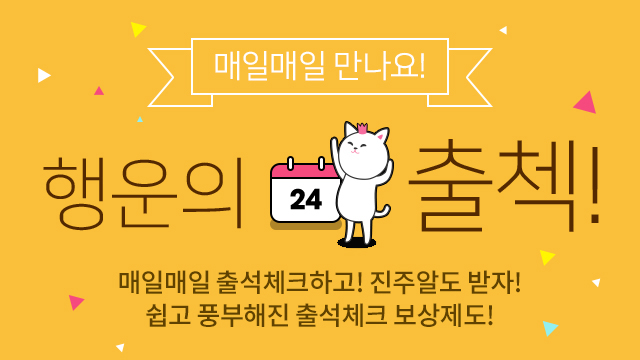 매일매일 만나요!
행운의 24 출첵!
매일매일 출석체크하고! 진주알도 받자!
쉽고 풍부해진 출석체크 보상제도!